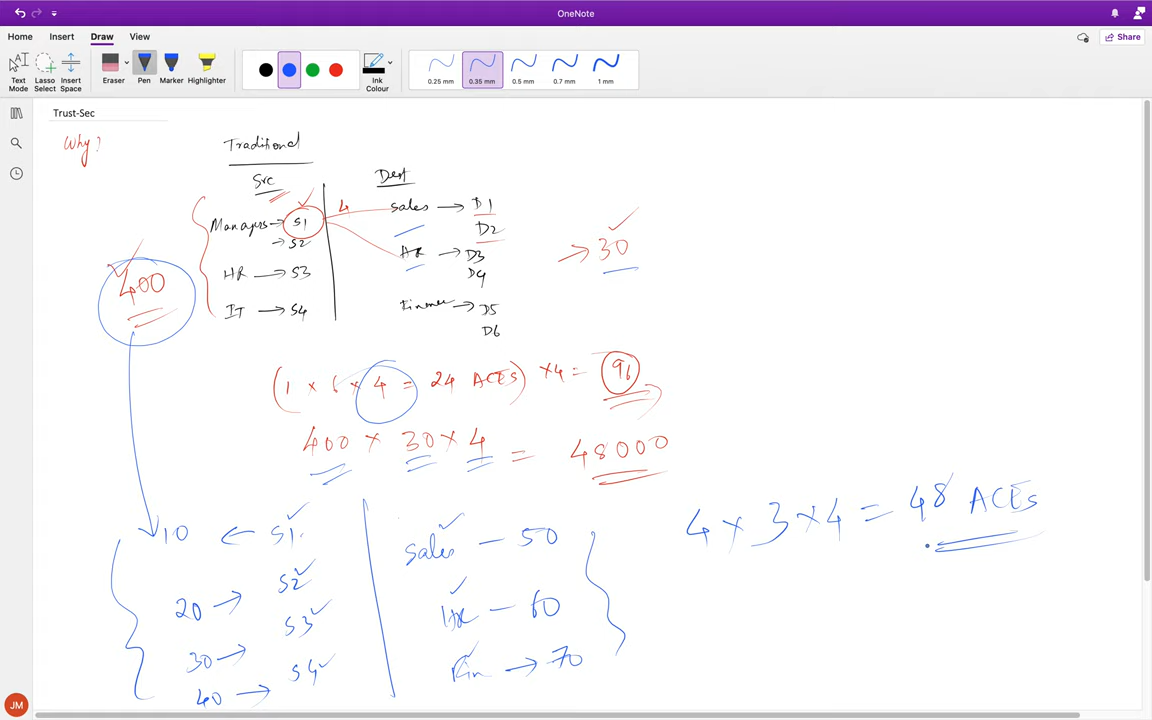 OneNote
Home Insert Draw View
Share
Text Mode
Lasso Select
Insert Space
Eraser
Pen
Marker
Highlighter
Ink Colour
0.25 mm
0.35 mm
0.5 mm
0.7 mm
1 mm
Trust-Sec
Why?
Traditional
Src
Dest
Managers → S1
→ S2
HR → S3
IT → S4
4
Sales → D1
D2
HR → D3
D4
Finance → D5
D6
→ 30
400
(1 × 6 × 4 = 24 ACES) ×4 = 96
400 × 30 × 4 = 48000
10 ← S1
20 → S2
30 → S3
40 → S4
Sales - 50
HR - 60
Fin → 70
4 × 3 × 4 = 48 ACEs
JM